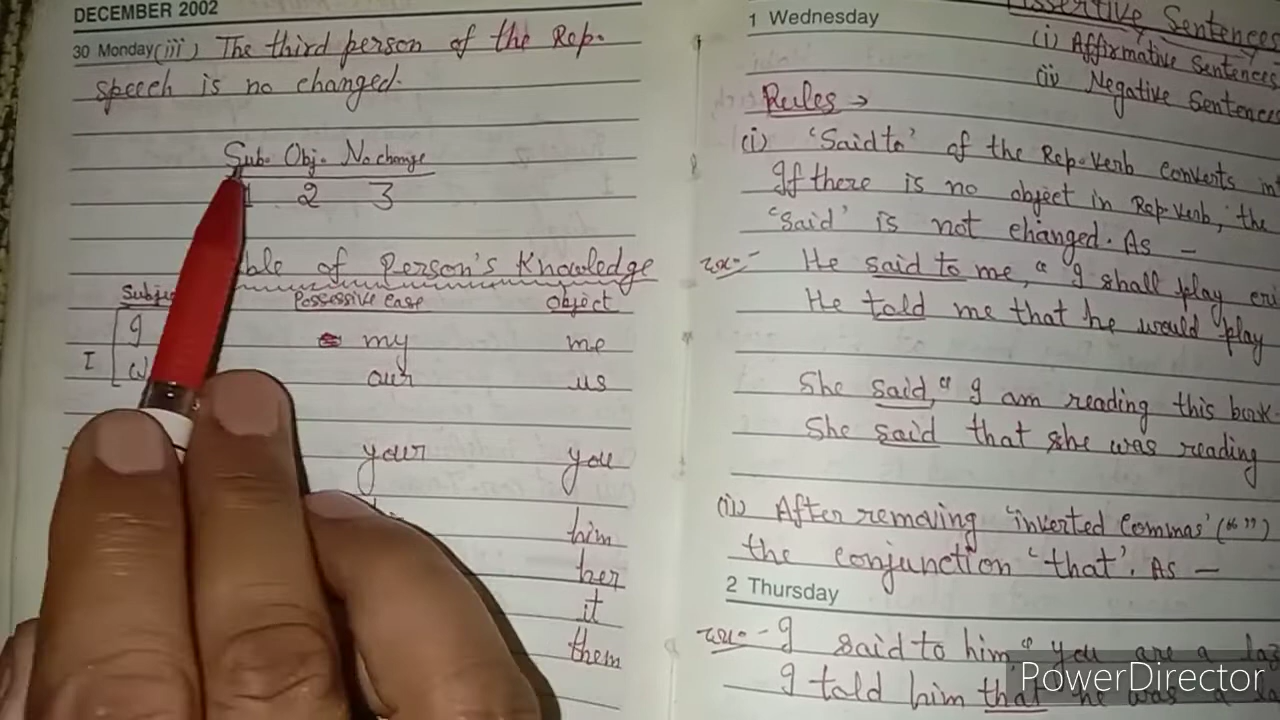 DECEMBER 2002
30 Monday (iii) The third person of the Rep.
speech is no changed.
Sub. Obj. No change
1 2 3
of Person's Knowledge
Possessive case Object
I my me
our us
your you
him
her
it
them
Assertive Sentences
1 Wednesday
(i) Affirmative Sentences
(ii) Negative Sentences
Rules →
(i) 'Said to' of the Rep. verb converts
If there is no object in Rep. verb, the
'said' is not changed. As –
He said to me, "I shall play
He told me that he would play
She said, "I am reading this book
She said that she was reading
(ii) After removing 'inverted Commas' (" ")
the conjunction 'that'. As –
2 Thursday
I said to him, "You are a
I told him that he was a
PowerDirector